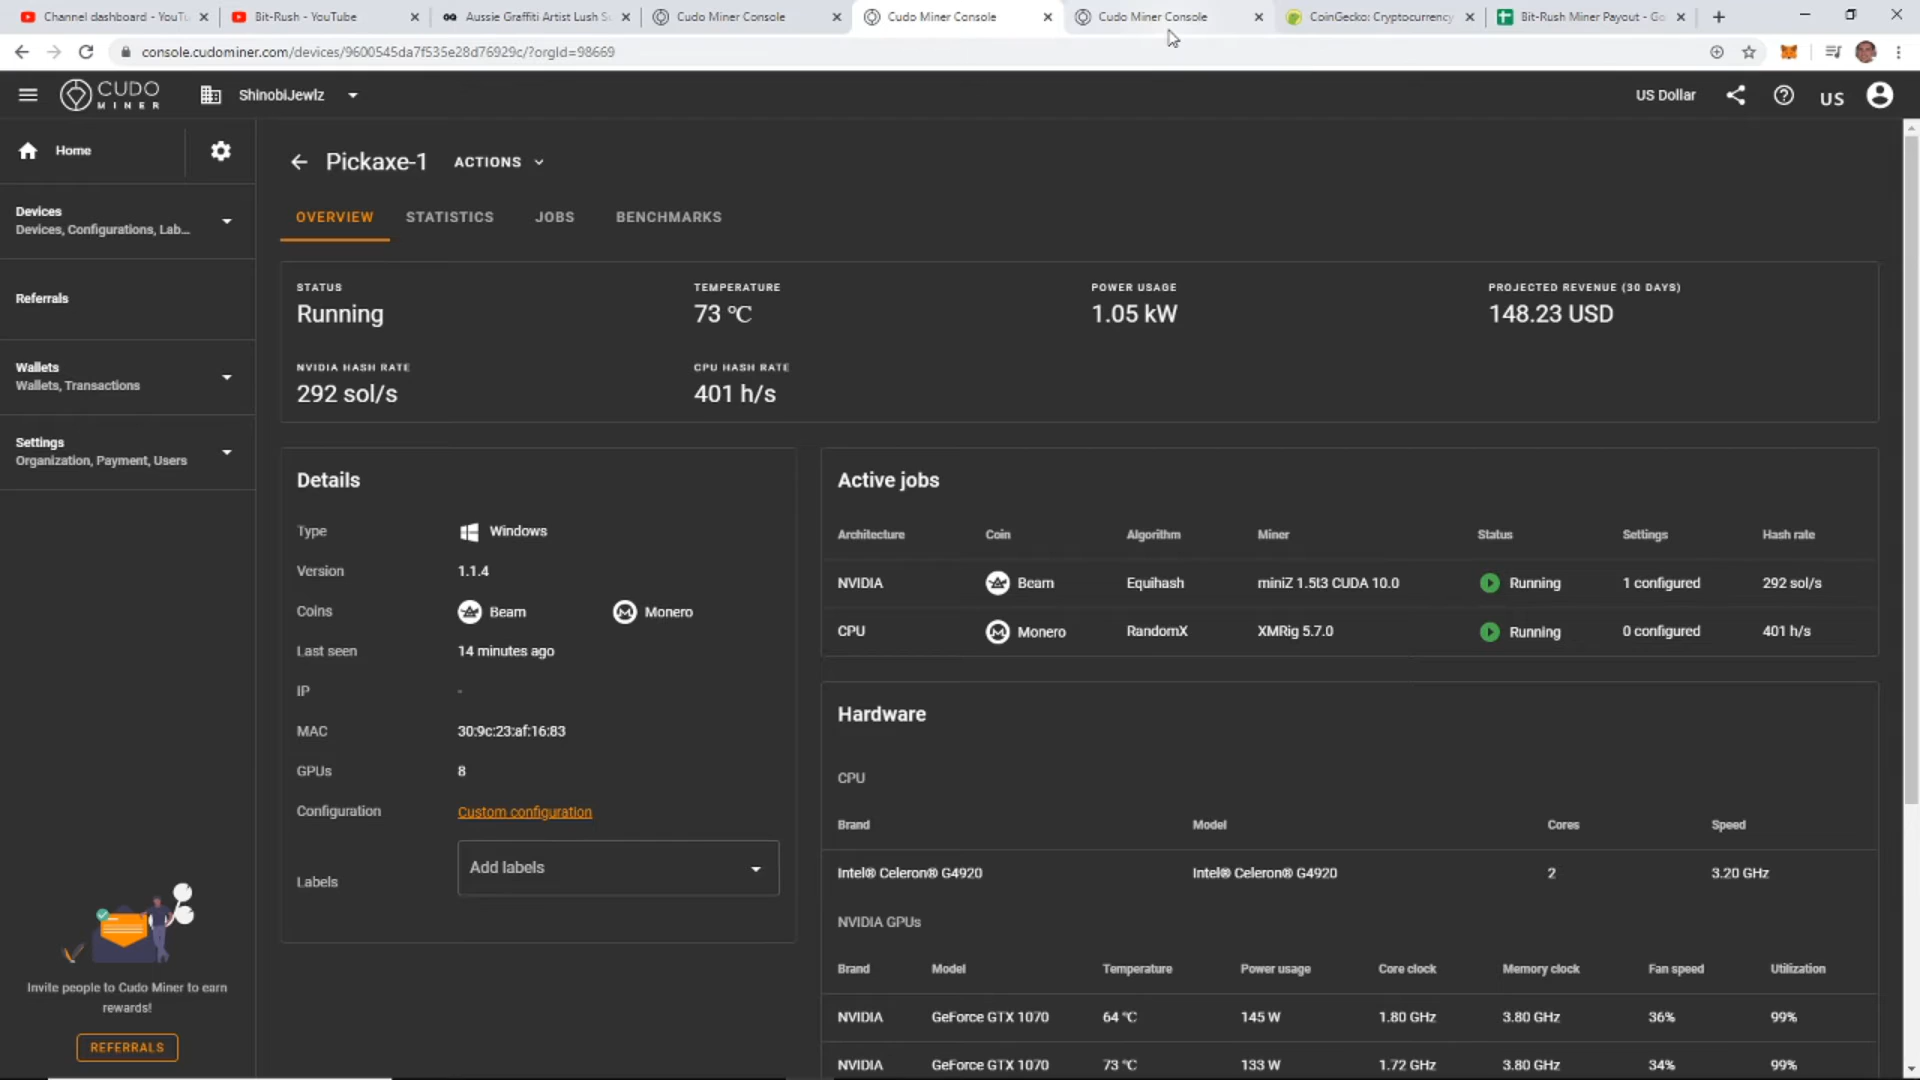 Channel dashboard - YouTu
Bit-Rush - YouTube
Aussie Graffiti Artist Lush S
Cudo Miner Console
Cudo Miner Console
Cudo Miner Console
CoinGecko: Cryptocurrency
Bit-Rush Miner Payout - Go
console.cudominer.com/devices/9600545da7f535e28d76929c/?orgId=98669
CUDO
MINER
ShinobiJewlz
US Dollar
US
Home
Pickaxe-1
ACTIONS
OVERVIEW
STATISTICS
JOBS
BENCHMARKS
Devices
Devices, Configurations, Lab...
Referrals
Wallets
Wallets, Transactions
Settings
Organization, Payment, Users
STATUS
Running
TEMPERATURE
73 °C
POWER USAGE
1.05 kW
PROJECTED REVENUE (30 DAYS)
148.23 USD
NVIDIA HASH RATE
292 sol/s
CPU HASH RATE
401 h/s
Details
Type Windows
Version 1.1.4
Coins Beam Monero
Last seen 14 minutes ago
IP -
MAC 30:9c:23:af:16:83
GPUs 8
Configuration Custom configuration
Labels Add labels
Active jobs
Architecture Coin Algorithm Miner Status Settings Hash rate
NVIDIA Beam Equihash miniZ 1.5t3 CUDA 10.0 Running 1 configured 292 sol/s
CPU Monero RandomX XMRig 5.7.0 Running 0 configured 401 h/s
Hardware
CPU
Brand Model Cores Speed
Intel® Celeron® G4920 Intel® Celeron® G4920 2 3.20 GHz
NVIDIA GPUs
Brand Model Temperature Power usage Core clock Memory clock Fan speed Utilization
NVIDIA GeForce GTX 1070 64 °C 145 W 1.80 GHz 3.80 GHz 36% 99%
NVIDIA GeForce GTX 1070 73 °C 133 W 1.72 GHz 3.80 GHz 34% 99%
Invite people to Cudo Miner to earn
rewards!
REFERRALS